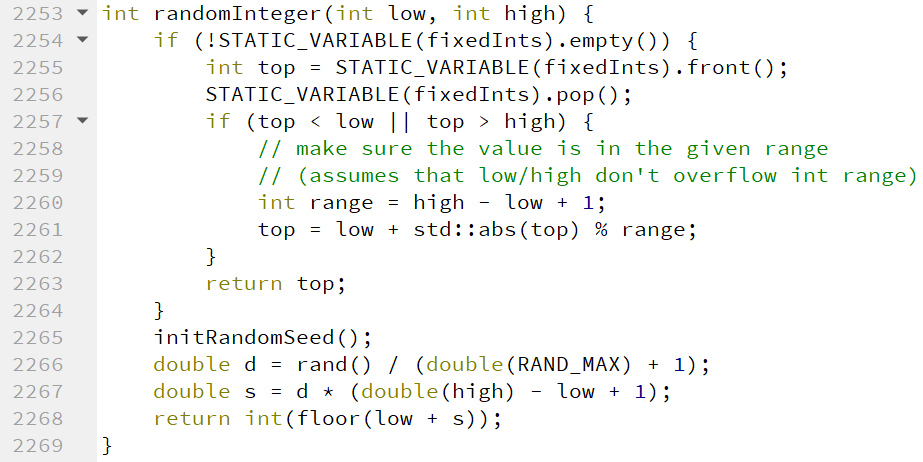 2253 int randomInteger(int low, int high) {
2254     if (!STATIC_VARIABLE(fixedInts).empty()) {
2255         int top = STATIC_VARIABLE(fixedInts).front();
2256         STATIC_VARIABLE(fixedInts).pop();
2257         if (top < low || top > high) {
2258             // make sure the value is in the given range
2259             // (assumes that low/high don't overflow int range)
2260             int range = high - low + 1;
2261             top = low + std::abs(top) % range;
2262         }
2263         return top;
2264     }
2265     initRandomSeed();
2266     double d = rand() / (double(RAND_MAX) + 1);
2267     double s = d * (double(high) - low + 1);
2268     return int(floor(low + s));
2269 }